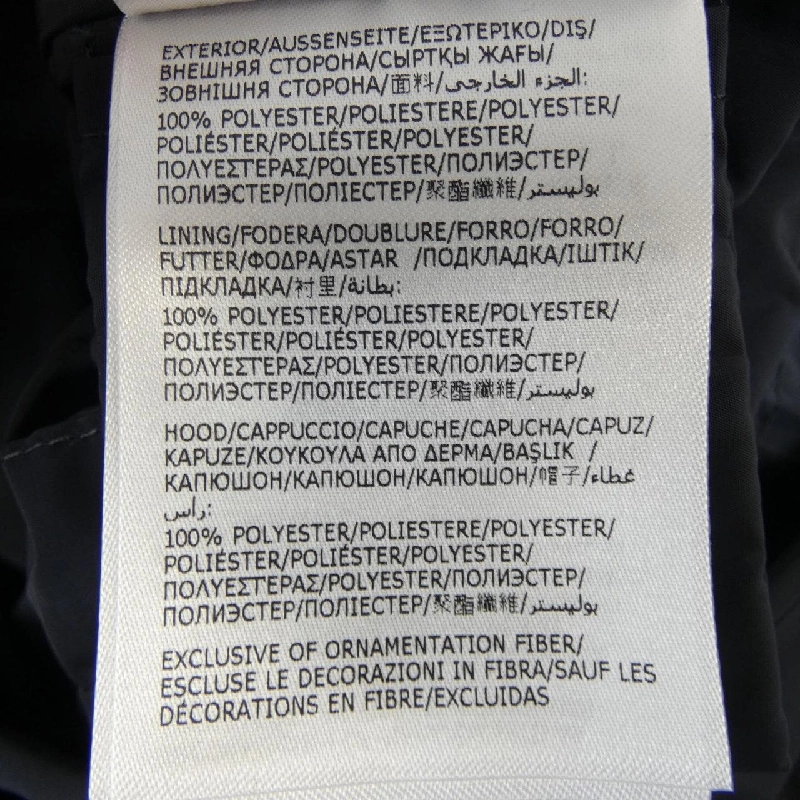 EXTERIOR/AUSSENSEITE/ΕΞΩΤΕΡΙΚΟ/DIŞ/
ВНЕШНЯЯ СТОРОНА/СЫРТҚЫ ЖАҒЫ/
ЗОВНІШНЯ СТОРОНА/面料/الجزء الخارجي:
100% POLYESTER/POLIESTERE/POLYESTER/
POLIÉSTER/POLIÉSTER/POLYESTER/
ΠΟΛΥΕΣΤΕΡΑΣ/POLYESTER/ПОЛИЭСТЕР/
ПОЛИЭСТЕР/ПОЛІЕСТЕР/聚酯纖維/بوليستر
LINING/FODERA/DOUBLURE/FORRO/FORRO/
FUTTER/ΦΟΔΡΑ/ASTAR /ПОДКЛАДКА/ІШТІК/
ПІДКЛАДКА/衬里/بطانة:
100% POLYESTER/POLIESTERE/POLYESTER/
POLIÉSTER/POLIÉSTER/POLYESTER/
ΠΟΛΥΕΣΤΕΡΑΣ/POLYESTER/ПОЛИЭСТЕР/
ПОЛИЭСТЕР/ПОЛІЕСТЕР/聚酯纖維/بوليستر
HOOD/CAPPUCCIO/CAPUCHE/CAPUCHA/CAPUZ/
KAPUZE/ΚΟΥΚΟΥΛΑ ΑΠΟ ΔΕΡΜΑ/BAŞLIK /
КАПЮШОН/КАПЮШОН/КАПЮШОН/帽子/غطاء
راس:
100% POLYESTER/POLIESTERE/POLYESTER/
POLIÉSTER/POLIÉSTER/POLYESTER/
ΠΟΛΥΕΣΤΕΡΑΣ/POLYESTER/ПОЛИЭСТЕР/
ПОЛИЭСТЕР/ПОЛІЕСТЕР/聚酯纖維/بوليستر
EXCLUSIVE OF ORNAMENTATION FIBER/
ESCLUSE LE DECORAZIONI IN FIBRA/SAUF LES
DÉCORATIONS EN FIBRE/EXCLUIDAS